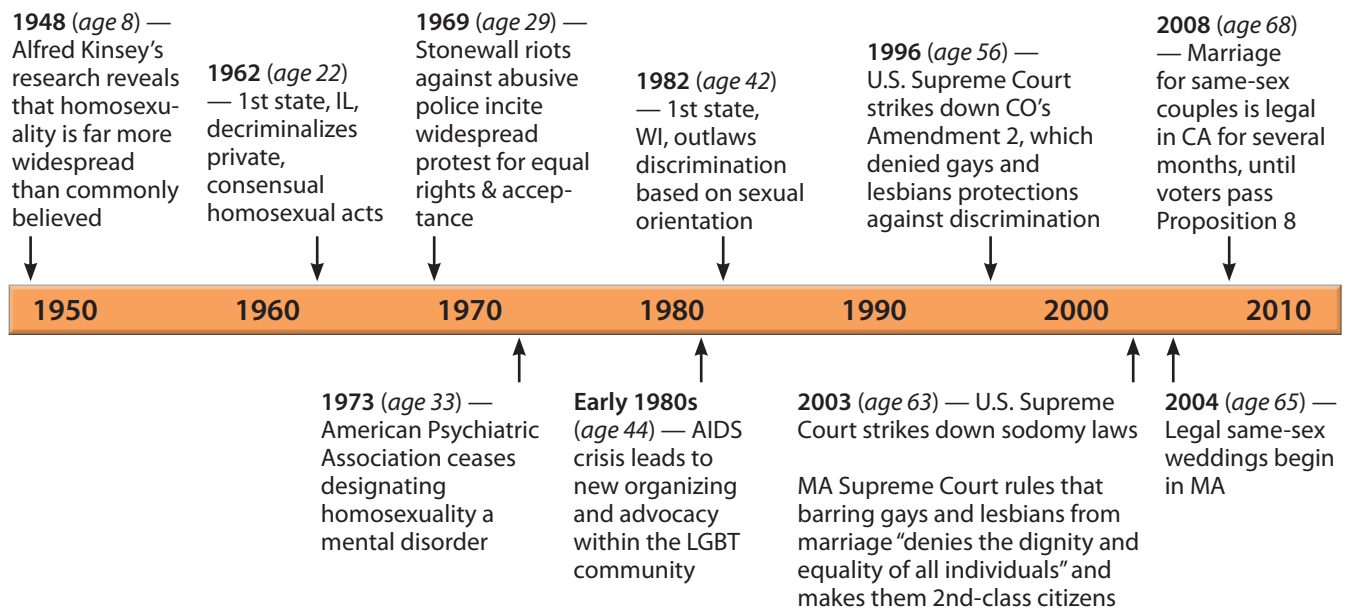 1948 (age 8) —
Alfred Kinsey’s
research reveals
that homosexu-
ality is far more
widespread
than commonly
believed
1962 (age 22)
— 1st state, IL,
decriminalizes
private,
consensual
homosexual acts
1969 (age 29) —
Stonewall riots
against abusive
police incite
widespread
protest for equal
rights & accep-
tance
1982 (age 42)
— 1st state,
WI, outlaws
discrimination
based on sexual
orientation
1996 (age 56) —
U.S. Supreme Court
strikes down CO’s
Amendment 2, which
denied gays and
lesbians protections
against discrimination
2008 (age 68)
— Marriage
for same-sex
couples is legal
in CA for several
months, until
voters pass
Proposition 8
1950 1960 1970 1980 1990 2000 2010
1973 (age 33) —
American Psychiatric
Association ceases
designating
homosexuality a
mental disorder
Early 1980s
(age 44) — AIDS
crisis leads to
new organizing
and advocacy
within the LGBT
community
2003 (age 63) — U.S. Supreme
Court strikes down sodomy laws
MA Supreme Court rules that
barring gays and lesbians from
marriage “denies the dignity and
equality of all individuals” and
makes them 2nd-class citizens
2004 (age 65) —
Legal same-sex
weddings begin
in MA